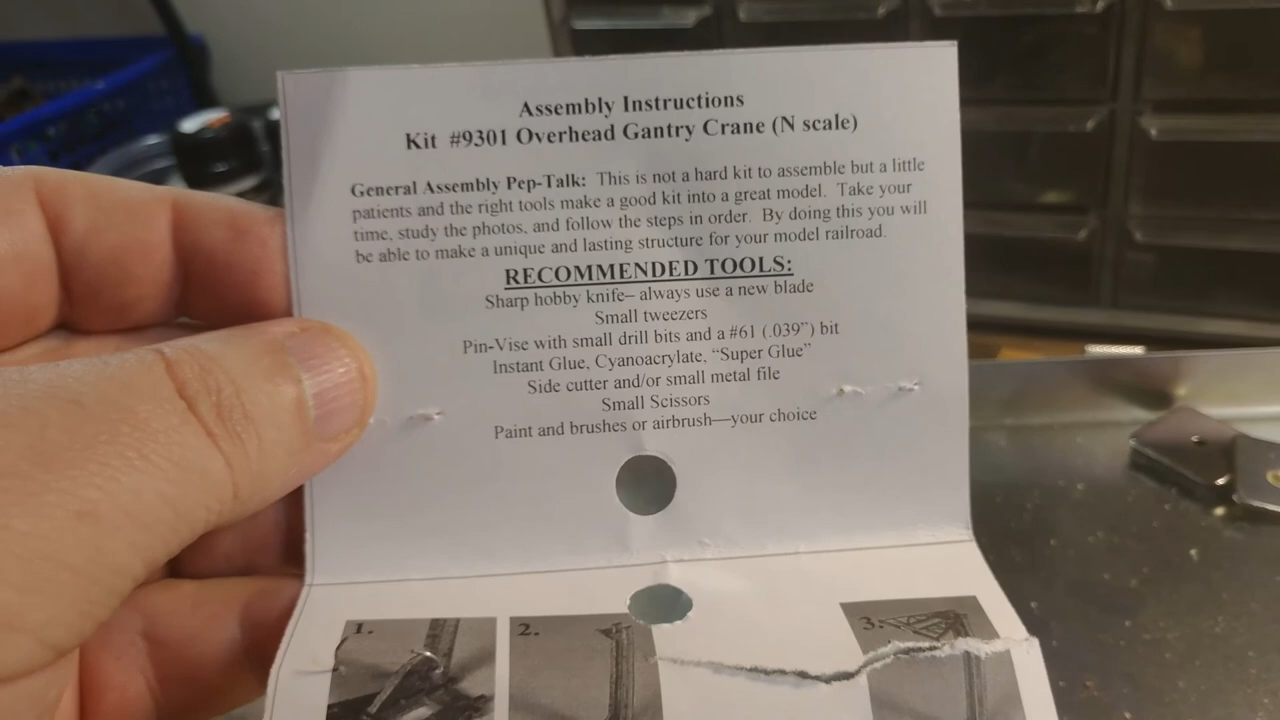 Assembly Instructions
Kit #9301 Overhead Gantry Crane (N scale)
General Assembly Pep-Talk: This is not a hard kit to assemble but a little
patients and the right tools make a good kit into a great model. Take your
time, study the photos, and follow the steps in order. By doing this you will
be able to make a unique and lasting structure for your model railroad.
RECOMMENDED TOOLS:
Sharp hobby knife– always use a new blade
Small tweezers
Pin-Vise with small drill bits and a #61 (.039”) bit
Instant Glue, Cyanoacrylate, “Super Glue”
Side cutter and/or small metal file
Small Scissors
Paint and brushes or airbrush—your choice
1.
2.
3.